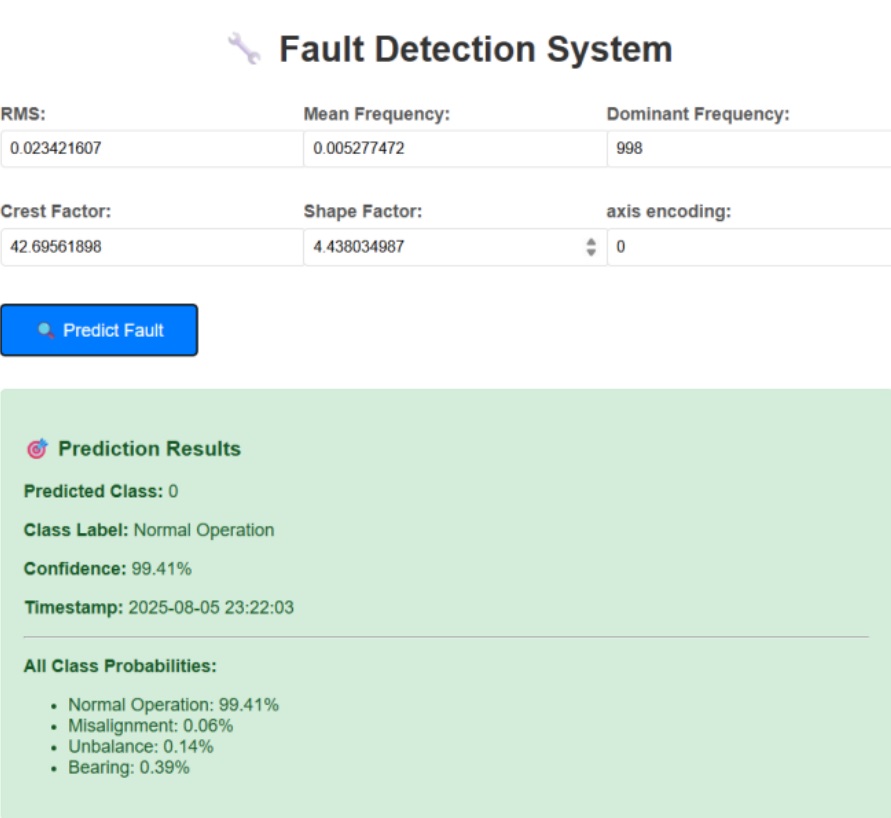 Fault Detection System
RMS: Mean Frequency: Dominant Frequency:
0.023421607 0.005277472 998
Crest Factor: Shape Factor: axis encoding:
42.69561898 4.438034987 0
Predict Fault
Prediction Results
Predicted Class: 0
Class Label: Normal Operation
Confidence: 99.41%
Timestamp: 2025-08-05 23:22:03
All Class Probabilities:
• Normal Operation: 99.41%
• Misalignment: 0.06%
• Unbalance: 0.14%
• Bearing: 0.39%